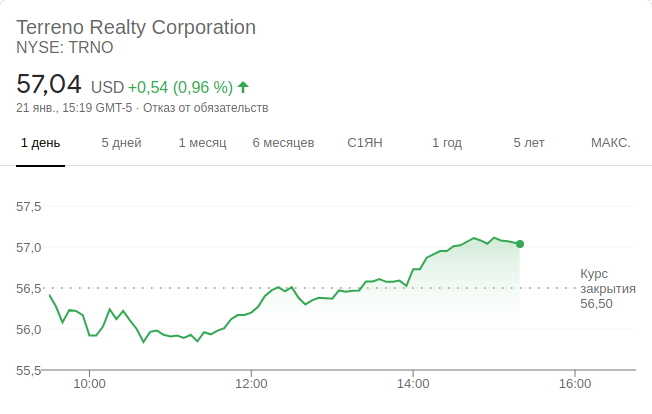 Terreno Realty Corporation
NYSE: TRNO
57,04 USD +0,54 (0,96 %)
21 янв., 15:19 GMT-5 · Отказ от обязательств
1 день 5 дней 1 месяц 6 месяцев С1ЯН 1 год 5 лет МАКС.
57,5
57,0
56,5
56,0
55,5
Курс
закрытия
56,50
10:00 12:00 14:00 16:00